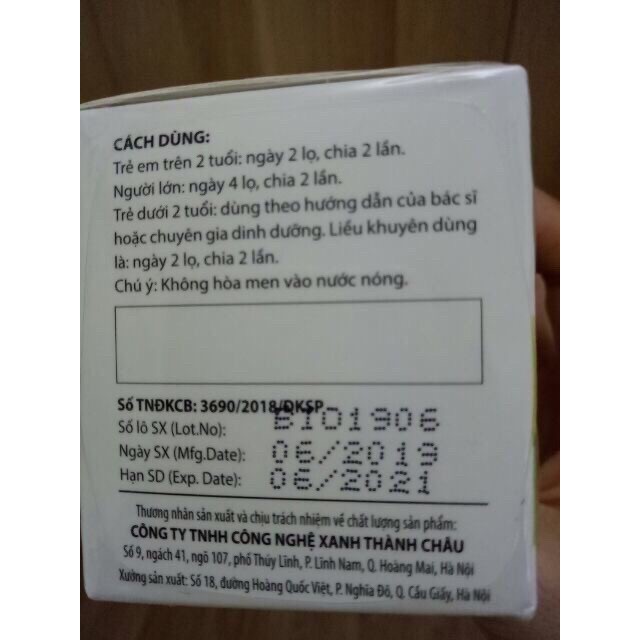 CÁCH DÙNG:
Trẻ em trên 2 tuổi: ngày 2 lọ, chia 2 lần.
Người lớn: ngày 4 lọ, chia 2 lần.
Trẻ dưới 2 tuổi: dùng theo hướng dẫn của bác sĩ
hoặc chuyên gia dinh dưỡng. Liều khuyên dùng
là: ngày 2 lọ, chia 2 lần.
Chú ý: Không hòa men vào nước nóng.
Số TNĐKCB: 3690/2018/ĐKSP
Số lô SX (Lot.No): BIO1906
Ngày SX (Mfg.Date): 06/2019
Hạn SD (Exp. Date): 06/2021
Thương nhân sản xuất và chịu trách nhiệm về chất lượng sản phẩm:
CÔNG TY TNHH CÔNG NGHỆ XANH THÀNH CHÂU
Số 9, ngách 41, ngõ 107, phố Thúy Lĩnh, P. Lĩnh Nam, Q. Hoàng Mai, Hà Nội
Xưởng sản xuất: Số 18, đường Hoàng Quốc Việt, P. Nghĩa Đô, Q. Cầu Giấy, Hà Nội